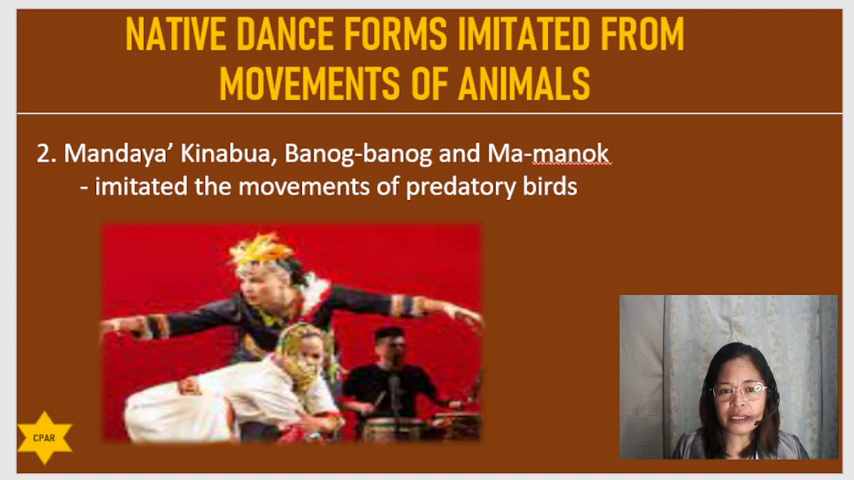 NATIVE DANCE FORMS IMITATED FROM
MOVEMENTS OF ANIMALS
2. Mandaya’ Kinabua, Banog-banog and Ma-manok
- imitated the movements of predatory birds
CPAR